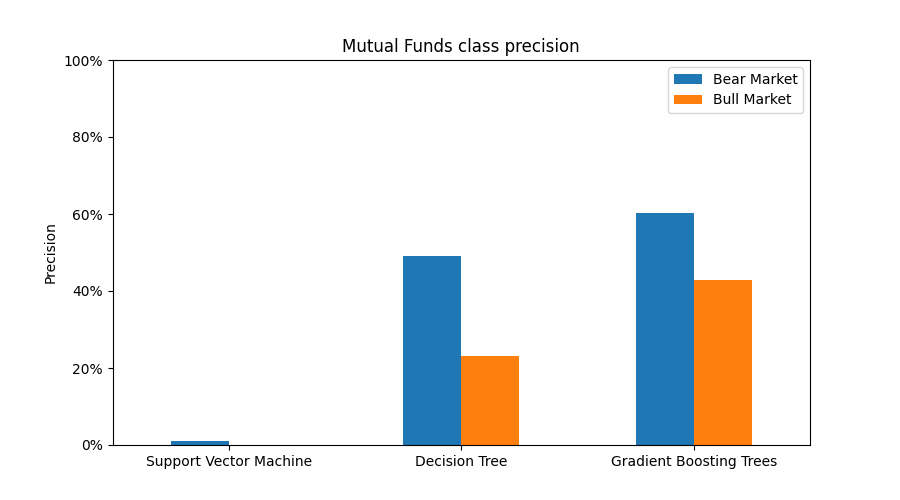 Mutual Funds class precision
100%
80%
60%
40%
20%
0%
Precision
Bear Market
Bull Market
Support Vector Machine
Decision Tree
Gradient Boosting Trees